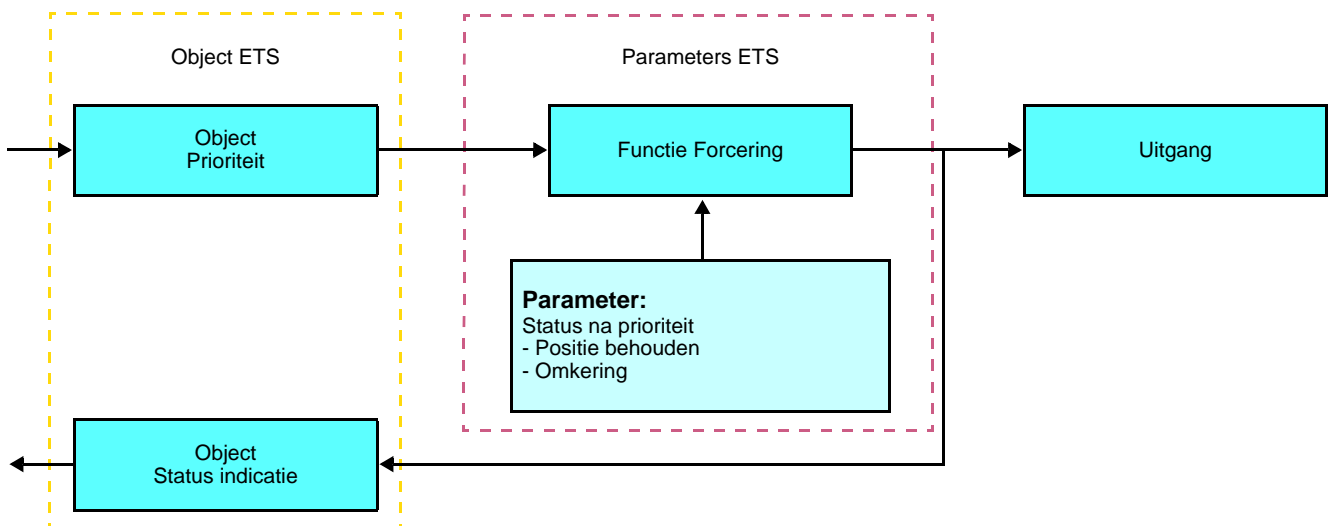 Object ETS
Parameters ETS
Object
Prioriteit
Functie Forcering
Uitgang
Parameter:
Status na prioriteit
- Positie behouden
- Omkering
Object
Status indicatie